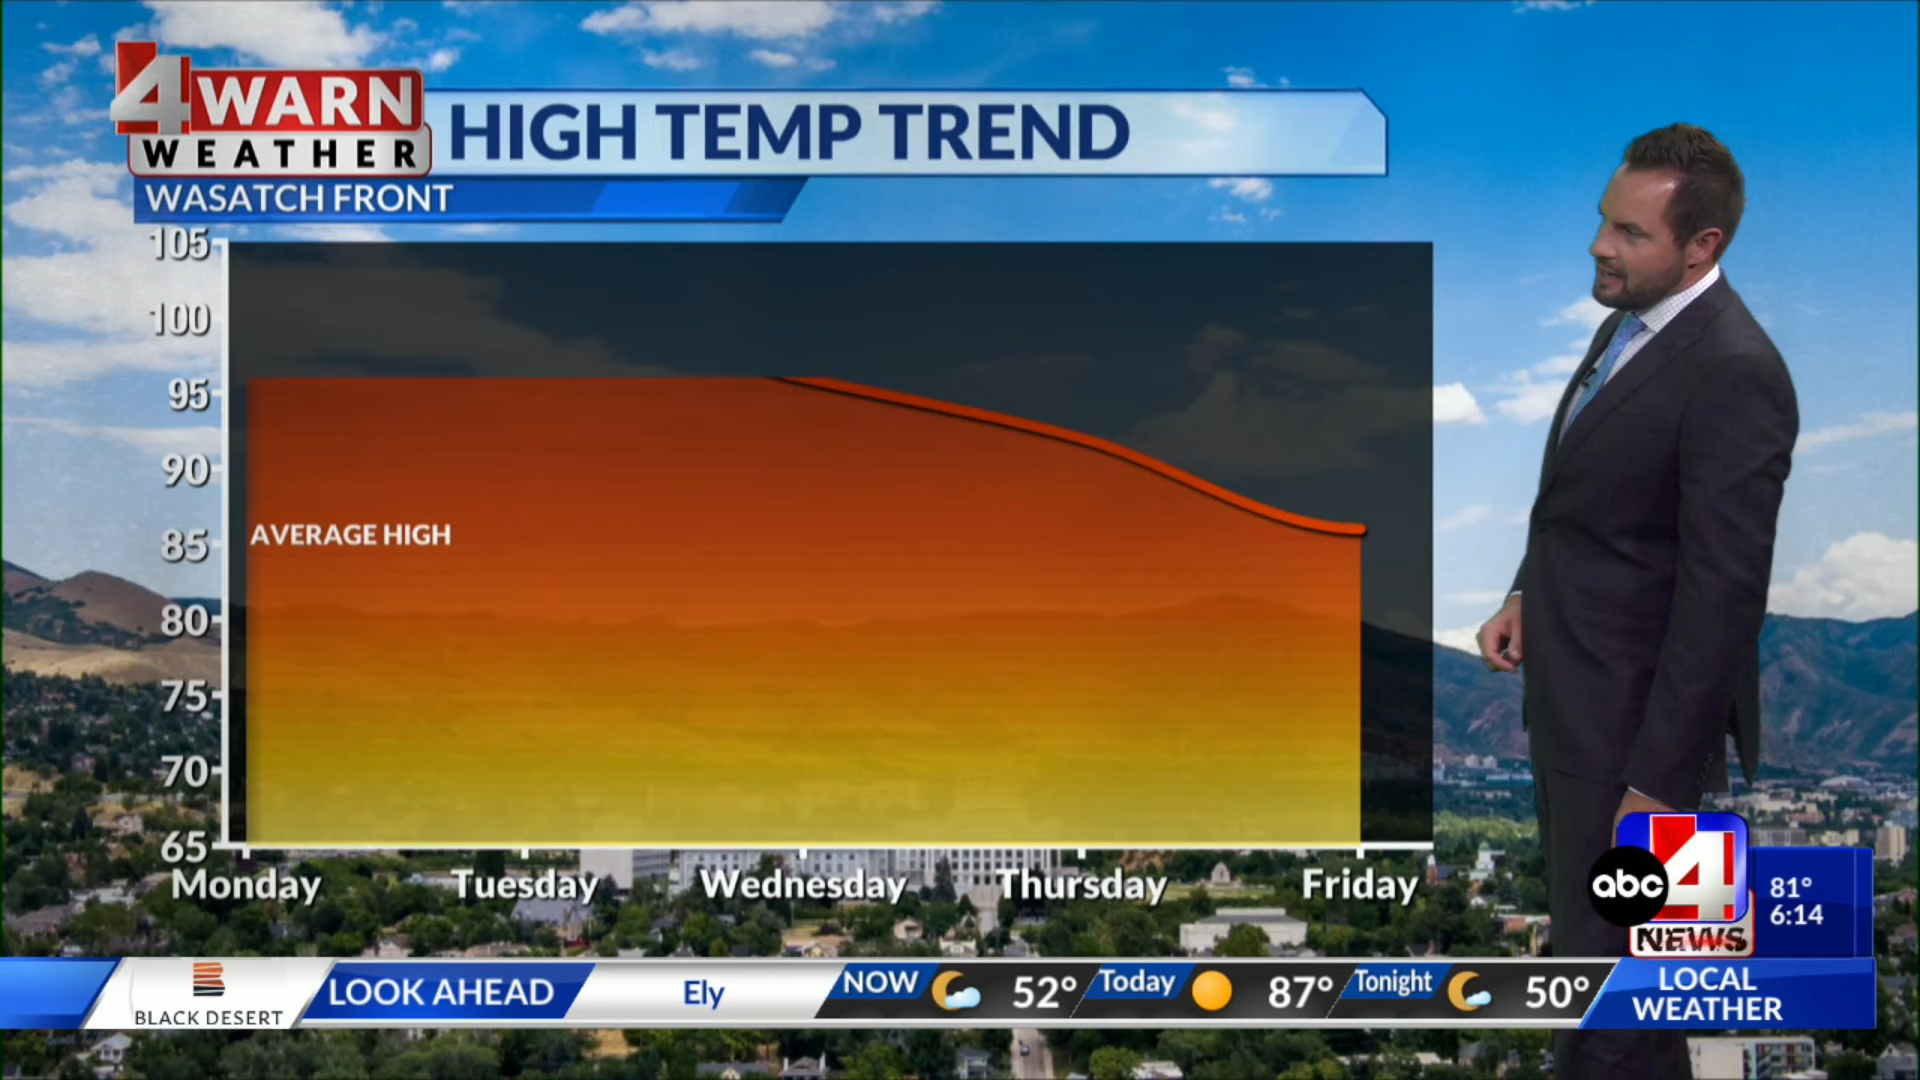 4 WARN
WEATHER
HIGH TEMP TREND
WASATCH FRONT
105
100
95
90
85
80
75
70
65
AVERAGE HIGH
Monday Tuesday Wednesday Thursday Friday
abc 4
NEWS
81°
6:14
BLACK DESERT
LOOK AHEAD
Ely
NOW 52°
Today 87°
Tonight 50°
LOCAL
WEATHER